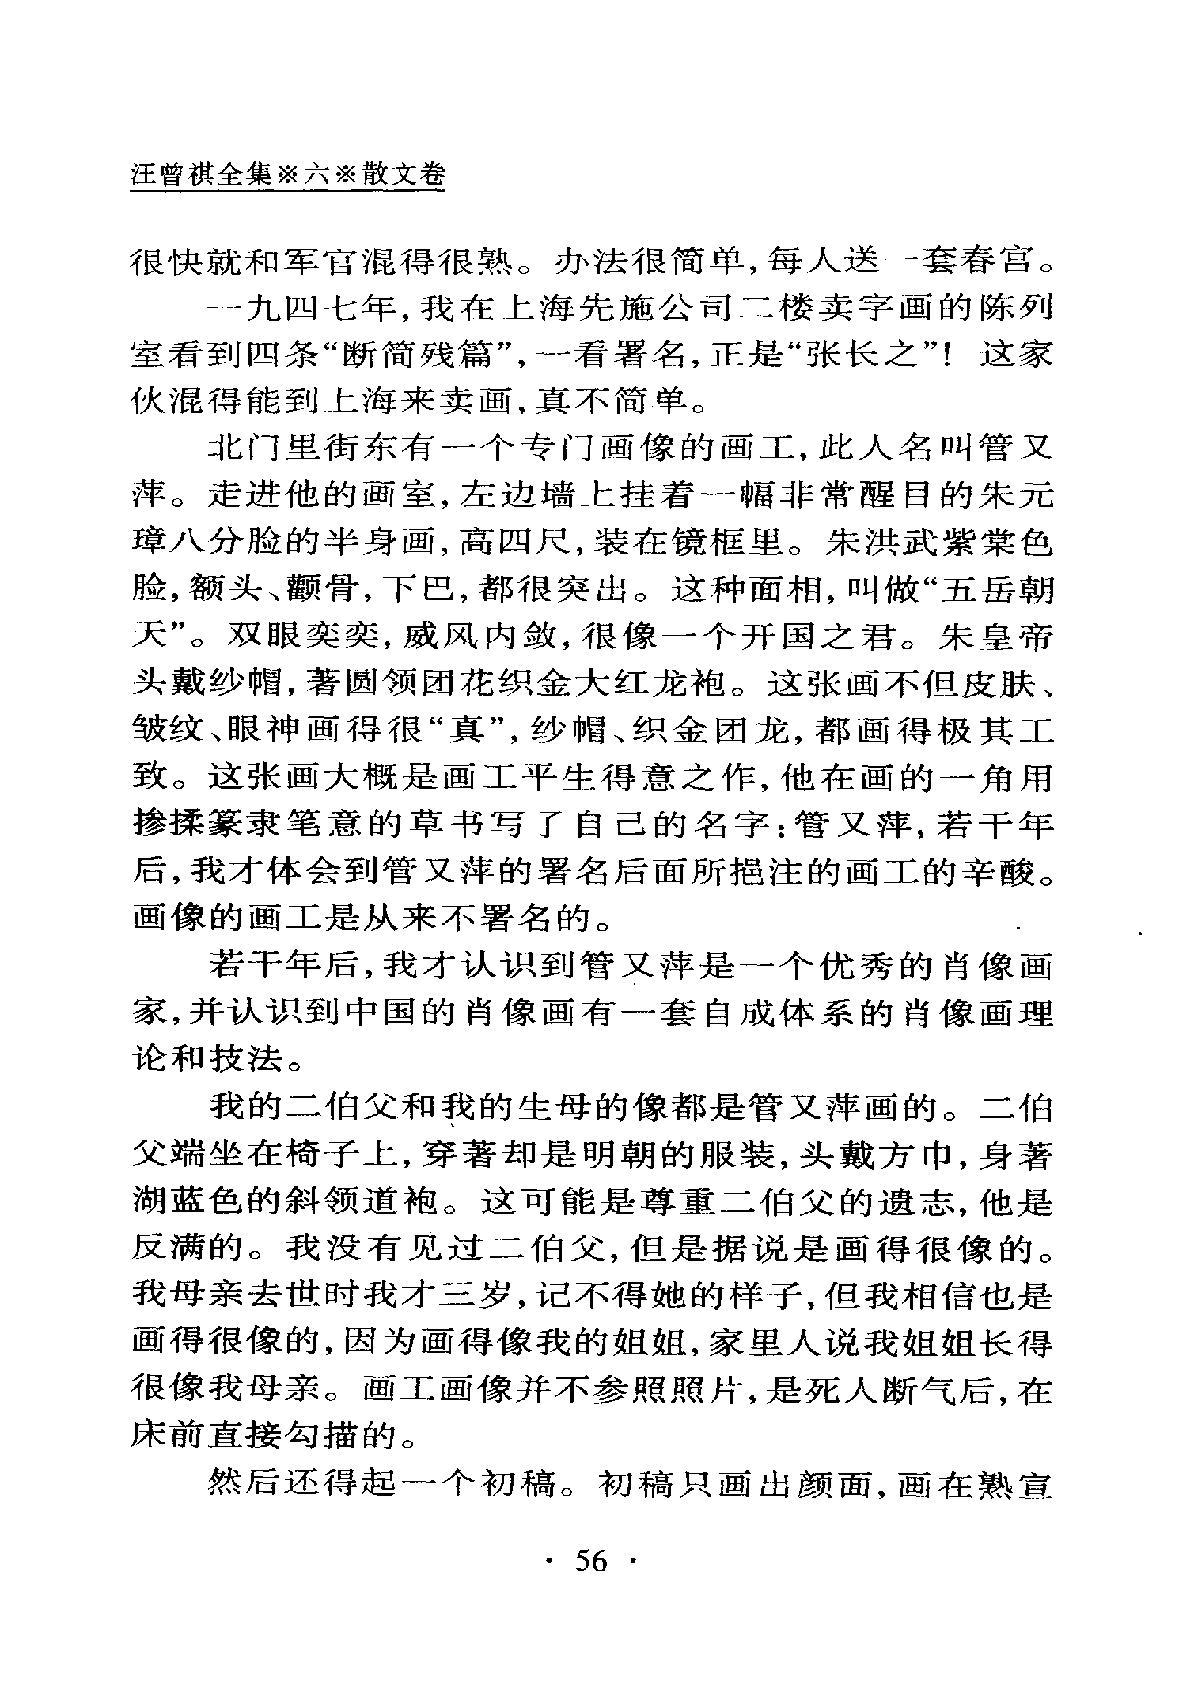 汪曾祺全集※六※散文卷
很快就和军官混得很熟。办法很简单,每人送一套春宫。
一九四七年,我在上海先施公司二楼卖字画的陈列
室看到四条“断简残篇”,一看署名,正是“张长之”! 这家
伙混得能到上海来卖画,真不简单。
北门里街东有一个专门画像的画工,此人名叫管又
萍。走进他的画室,左边墙上挂着一幅非常醒目的朱元
璋八分脸的半身画,高四尺,装在镜框里。朱洪武紫棠色
脸,额头、颧骨,下巴,都很突出。这种面相,叫做“五岳朝
天”。双眼奕奕,威风内敛,很像一个开国之君。朱皇帝
头戴纱帽,著圆领团花织金大红龙袍。这张画不但皮肤、
皱纹、眼神画得很“真”,纱帽、织金团龙,都画得极其工
致。这张画大概是画工平生得意之作,他在画的一角用
掺揉篆隶笔意的草书写了自己的名字:管又萍,若干年
后,我才体会到管又萍的署名后面所挹注的画工的辛酸。
画像的画工是从来不署名的。
若干年后,我才认识到管又萍是一个优秀的肖像画
家,并认识到中国的肖像画有一套自成体系的肖像画理
论和技法。
我的二伯父和我的生母的像都是管又萍画的。二伯
父端坐在椅子上,穿著却是明朝的服装,头戴方巾,身著
湖蓝色的斜领道袍。这可能是尊重二伯父的遗志,他是
反满的。我没有见过二伯父,但是据说是画得很像的。
我母亲去世时我才三岁,记不得她的样子,但我相信也是
画得很像的,因为画得像我的姐姐,家里人说我姐姐长得
很像我母亲。画工画像并不参照照片,是死人断气后,在
床前直接勾描的。
然后还得起一个初稿。初稿只画出颜面,画在熟宣
· 56 ·